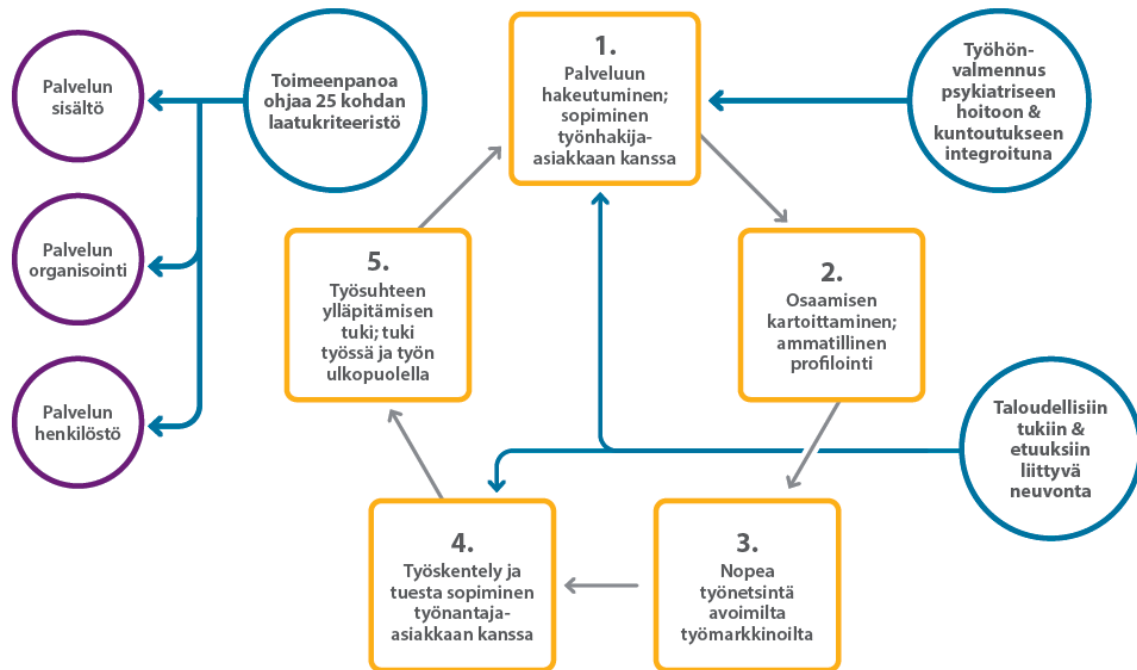 Palvelun
sisältö
Toimeenpanoa
ohjaa 25 kohdan
laatukriteeristö
1.
Palveluun
hakeutuminen;
sopiminen
työnhakija-
asiakkaan kanssa
Työhön-
valmennus
psykiatriseen
hoitoon &
kuntoutukseen
integroituna
Palvelun
organisointi
5.
Työsuhteen
ylläpitämisen
tuki; tuki
työssä ja työn
ulkopuolella
2.
Osaamisen
kartoittaminen;
ammatillinen
profilointi
Palvelun
henkilöstö
Taloudellisiin
tukiin &
etuuksiin
liittyvä
neuvonta
4.
Työskentely ja
tuesta sopiminen
työnantaja-
asiakkaan kanssa
3.
Nopea
työnetsintä
avoimilta
työmarkkinoilta